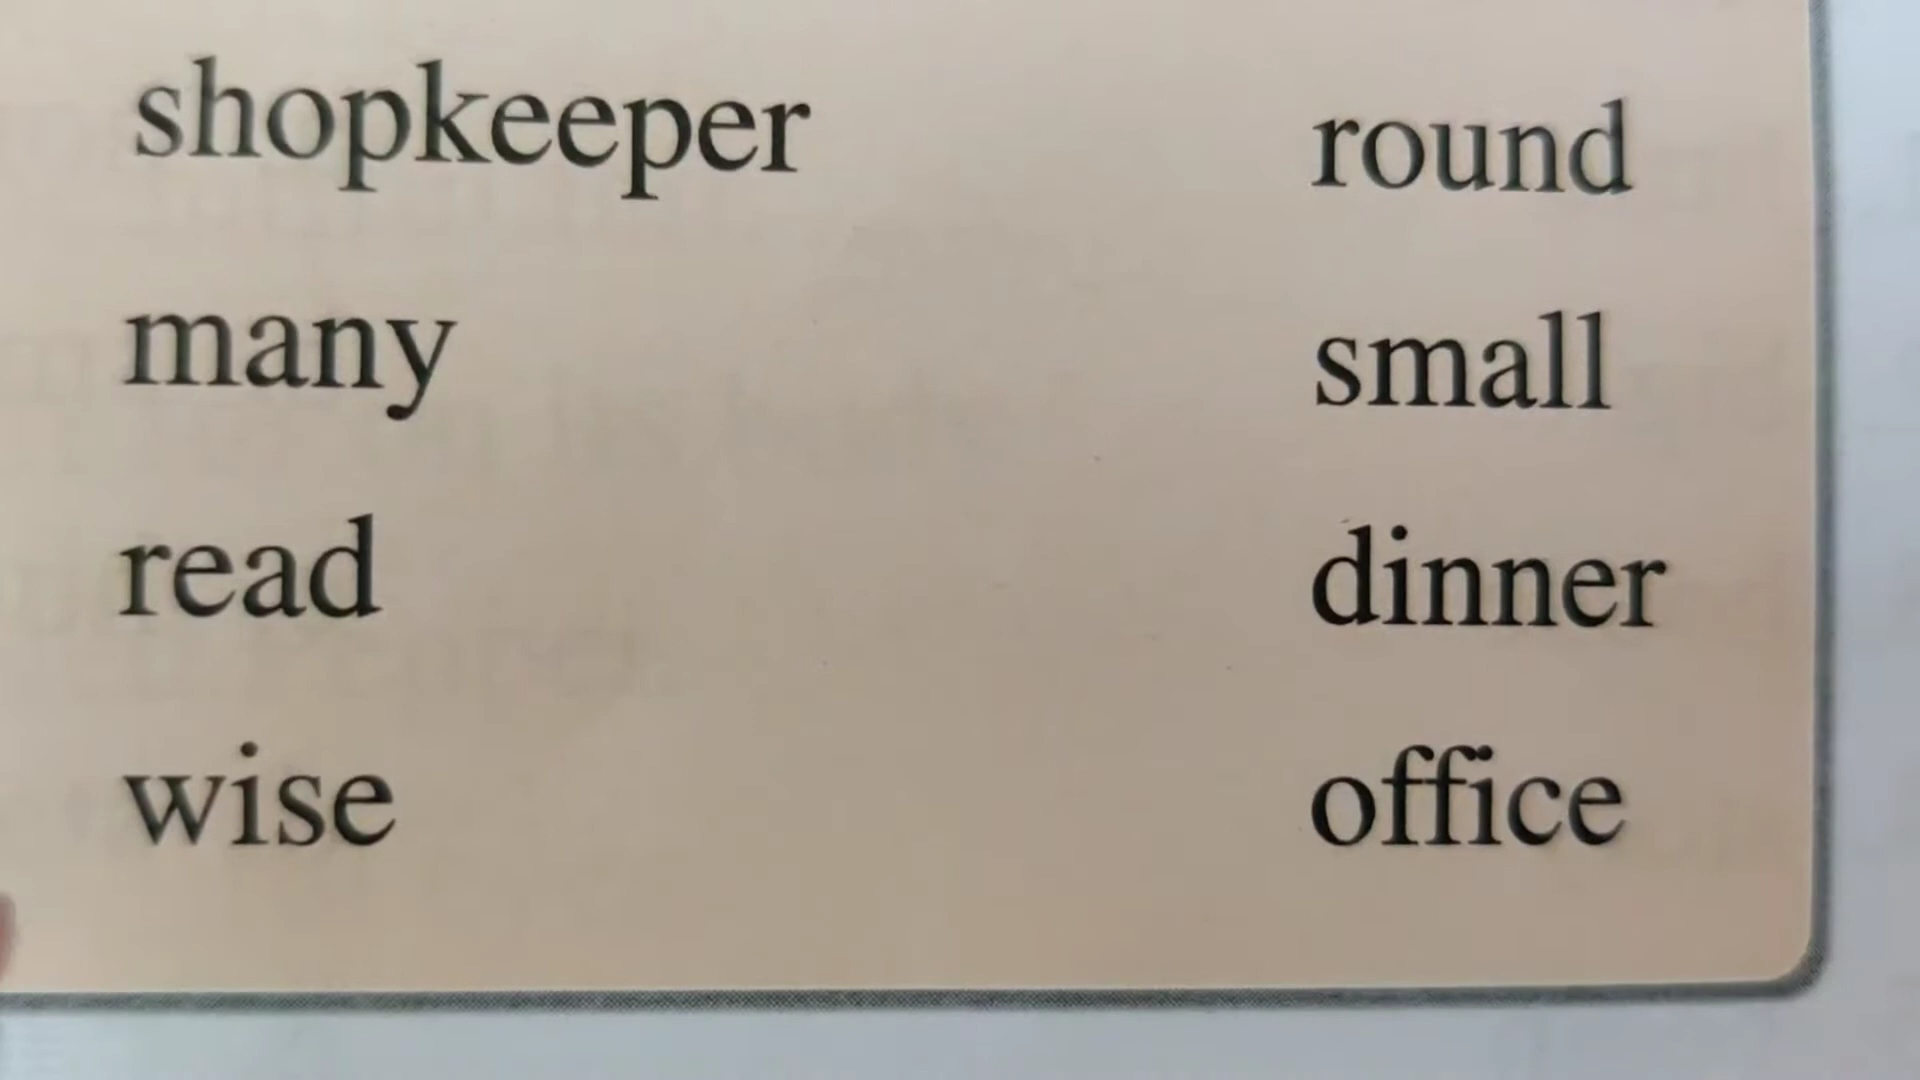 shopkeeper round
many small
read dinner
wise office